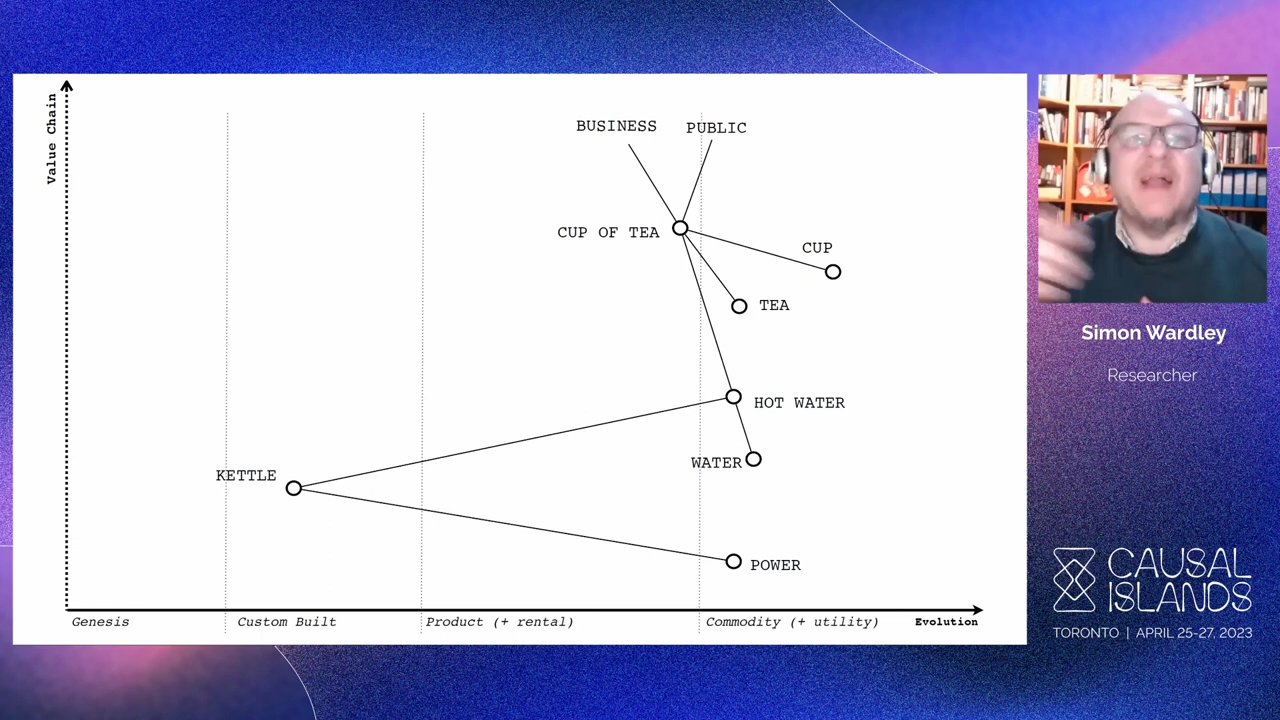 Value Chain
BUSINESS
PUBLIC
CUP OF TEA
CUP
TEA
HOT WATER
WATER
KETTLE
POWER
Genesis
Custom Built
Product (+ rental)
Commodity (+ utility)
Evolution
Simon Wardley
Researcher
CAUSAL
ISLANDS
TORONTO | APRIL 25-27, 2023